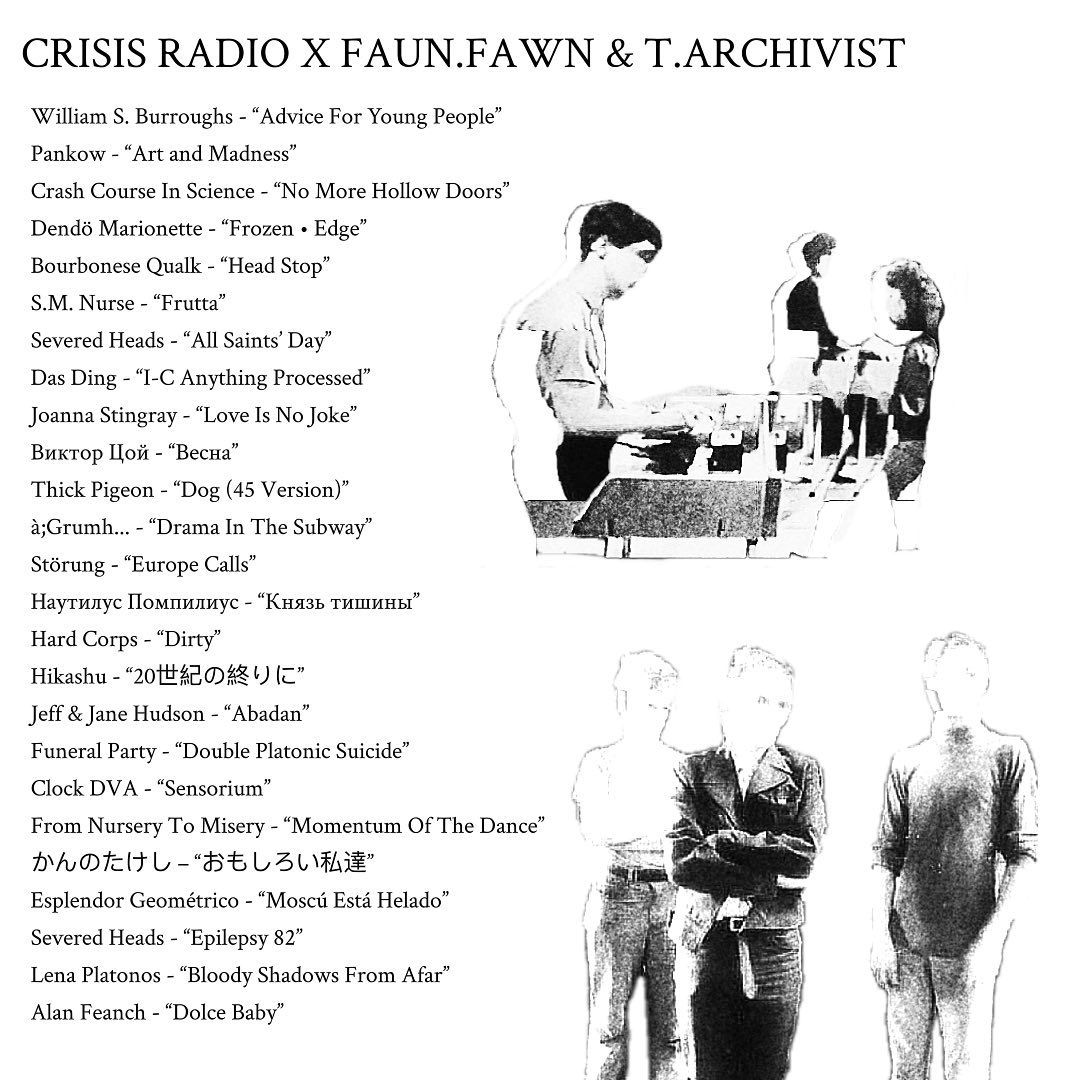 CRISIS RADIO X FAUN.FAWN & T.ARCHIVIST
William S. Burroughs - “Advice For Young People”
Pankow - “Art and Madness”
Crash Course In Science - “No More Hollow Doors”
Dendö Marionette - “Frozen • Edge”
Bourbonese Qualk - “Head Stop”
S.M. Nurse - “Frutta”
Severed Heads - “All Saints’ Day”
Das Ding - “I-C Anything Processed”
Joanna Stingray - “Love Is No Joke”
Виктор Цой - “Весна”
Thick Pigeon - “Dog (45 Version)”
à;Grumh... - “Drama In The Subway”
Störung - “Europe Calls”
Наутилус Помпилиус - “Князь тишины”
Hard Corps - “Dirty”
Hikashu - “20世紀の終りに”
Jeff & Jane Hudson - “Abadan”
Funeral Party - “Double Platonic Suicide”
Clock DVA - “Sensorium”
From Nursery To Misery - “Momentum Of The Dance”
かんのたけし – “おもしろい私達”
Esplendor Geométrico - “Moscú Está Helado”
Severed Heads - “Epilepsy 82”
Lena Platonos - “Bloody Shadows From Afar”
Alan Feanch - “Dolce Baby”